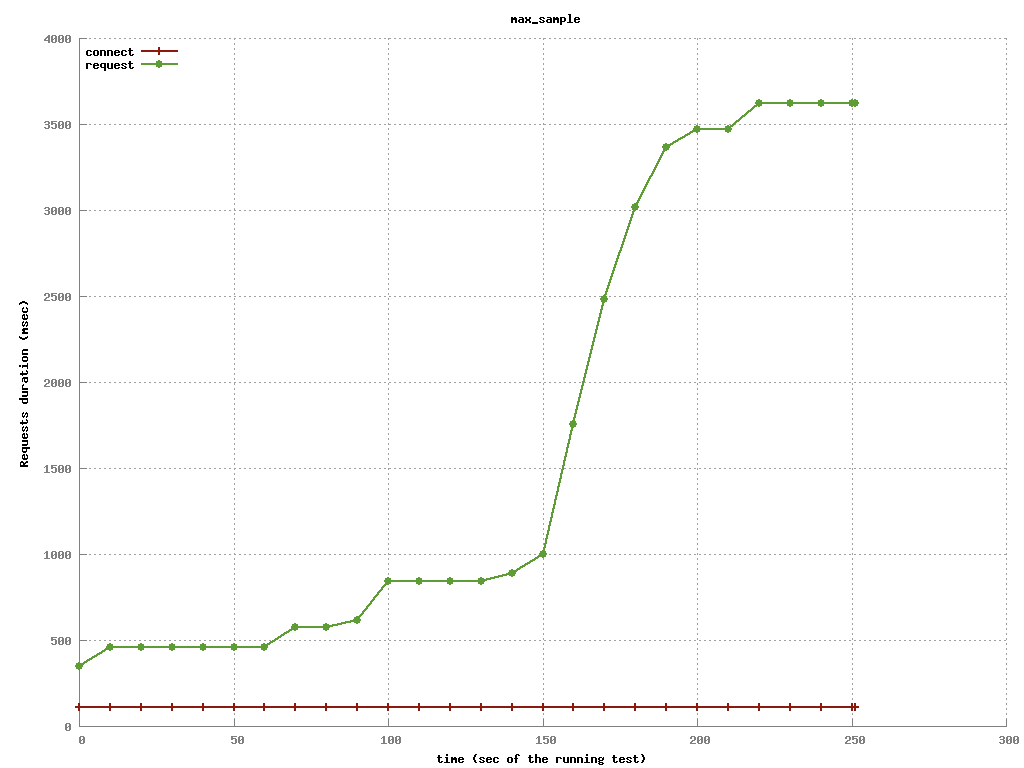 max_sample
4000
connect
request
3500
3000
2500
2000
1500
1000
500
0
Requests duration (msec)
0 50 100 150 200 250 300
time (sec of the running test)